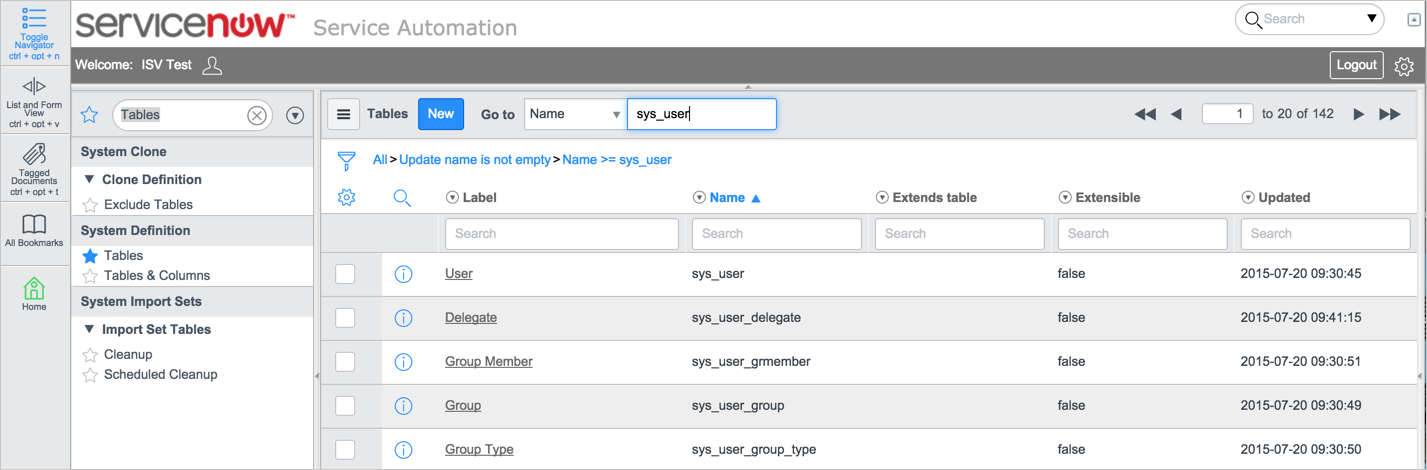 servicenow™ Service Automation
Search
Welcome: ISV Test
Logout
Toggle
Navigator
ctrl + opt + n
List and Form
View
ctrl + opt + v
Tagged
Documents
ctrl + opt + t
All Bookmarks
Home
Tables
System Clone
Clone Definition
Exclude Tables
System Definition
Tables
Tables & Columns
System Import Sets
Import Set Tables
Cleanup
Scheduled Cleanup
Tables New Go to Name sys_user 1 to 20 of 142
All > Update name is not empty > Name >= sys_user
Label Name Extends table Extensible Updated
Search Search Search Search Search
User sys_user false 2015-07-20 09:30:45
Delegate sys_user_delegate false 2015-07-20 09:41:15
Group Member sys_user_grmember false 2015-07-20 09:30:51
Group sys_user_group false 2015-07-20 09:30:49
Group Type sys_user_group_type false 2015-07-20 09:30:50